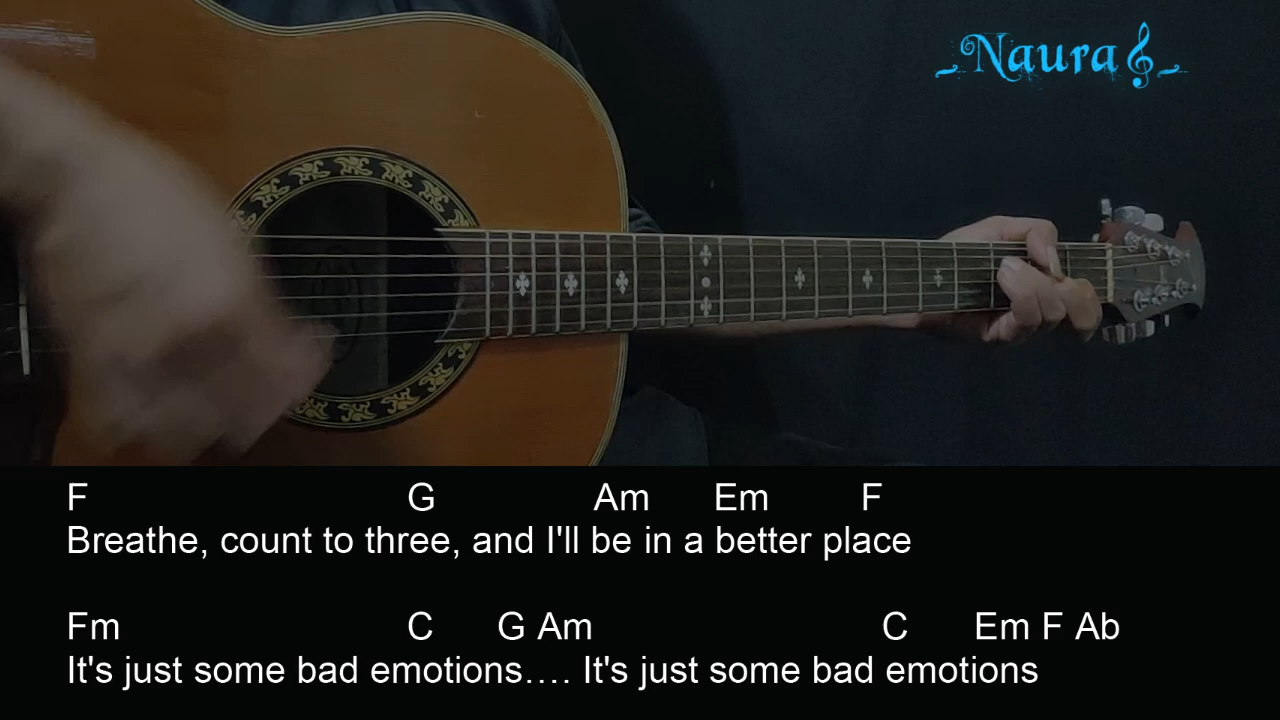 Naura
F G Am Em F
Breathe, count to three, and I'll be in a better place
Fm C G Am C Em F Ab
It's just some bad emotions…. It's just some bad emotions